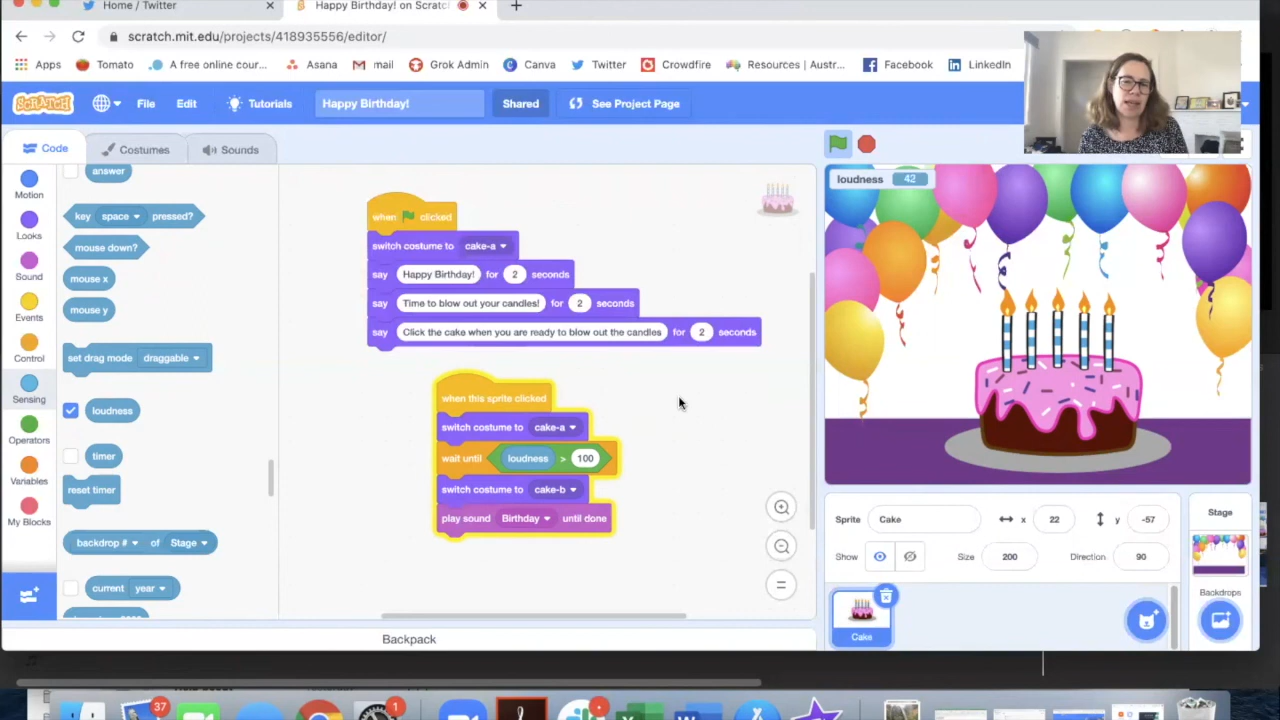 Home / Twitter
Happy Birthday! on Scratc
scratch.mit.edu/projects/418935556/editor/
Apps
Tomato
A free online cour...
Asana
mail
Grok Admin
Canva
Twitter
Crowdfire
Resources | Austr...
Facebook
LinkedIn
SCRATCH
File
Edit
Tutorials
Happy Birthday!
Shared
See Project Page
Code
Costumes
Sounds
Motion
Looks
Sound
Events
Control
Sensing
Operators
Variables
My Blocks
answer
key space pressed?
mouse down?
mouse x
mouse y
set drag mode draggable
loudness
timer
reset timer
backdrop # of Stage
current year
when clicked
switch costume to cake-a
say Happy Birthday! for 2 seconds
say Time to blow out your candles! for 2 seconds
say Click the cake when you are ready to blow out the candles for 2 seconds
when this sprite clicked
switch costume to cake-a
wait until loudness > 100
switch costume to cake-b
play sound Birthday until done
loudness 42
Sprite Cake x 22 y -57
Show Size 200 Direction 90
Cake
Stage
Backdrops
Backpack
37
1